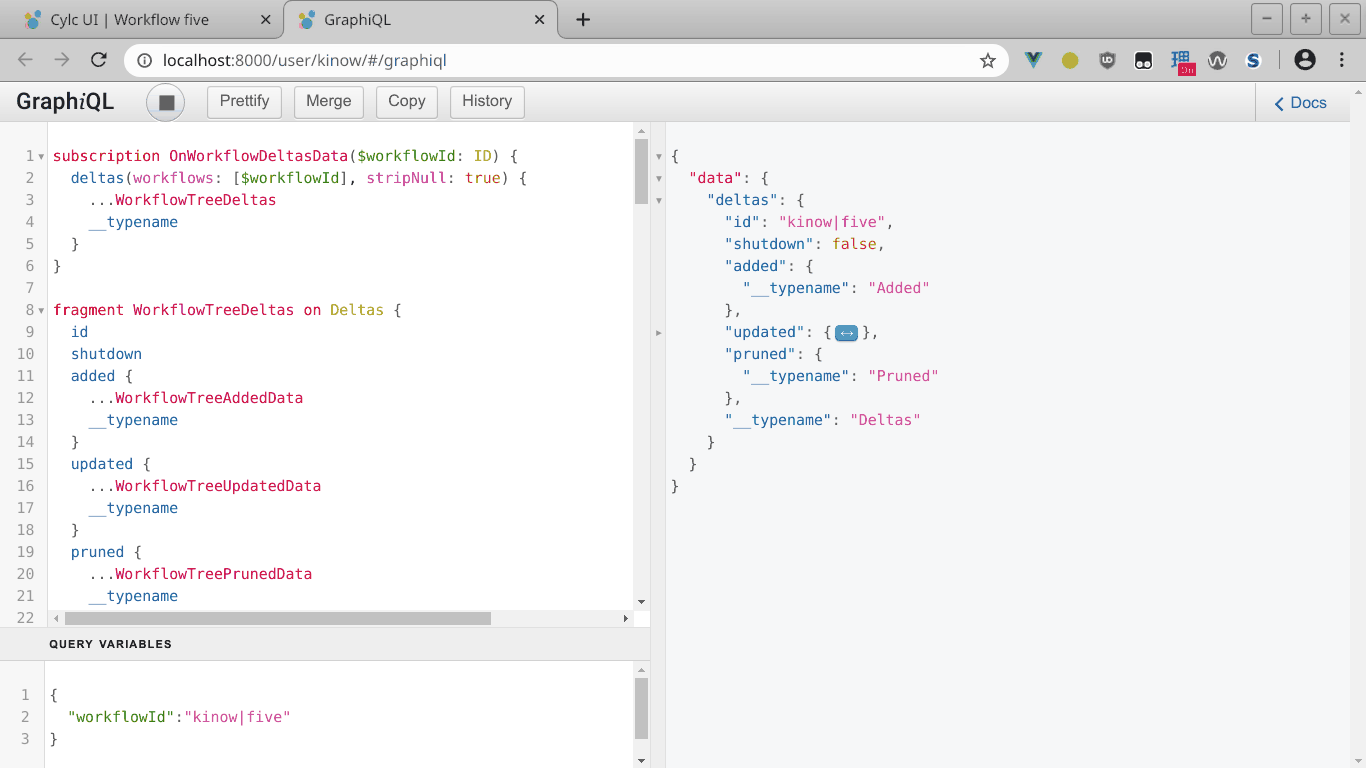 Cylc UI | Workflow five
GraphiQL
localhost:8000/user/kinow/#/graphiql
UD
理
On
S
GraphiQL
Prettify
Merge
Copy
History
Docs
1 subscription OnWorkflowDeltasData($workflowId: ID) {
2 deltas(workflows: [$workflowId], stripNull: true) {
3 ...WorkflowTreeDeltas
4 __typename
5 }
6 }
7
8 fragment WorkflowTreeDeltas on Deltas {
9 id
10 shutdown
11 added {
12 ...WorkflowTreeAddedData
13 __typename
14 }
15 updated {
16 ...WorkflowTreeUpdatedData
17 __typename
18 }
19 pruned {
20 ...WorkflowTreePrunedData
21 __typename
22
QUERY VARIABLES
1 {
2 "workflowId":"kinow|five"
3 }
{
"data": {
"deltas": {
"id": "kinow|five",
"shutdown": false,
"added": {
"__typename": "Added"
},
"updated": {↔},
"pruned": {
"__typename": "Pruned"
},
"__typename": "Deltas"
}
}
}